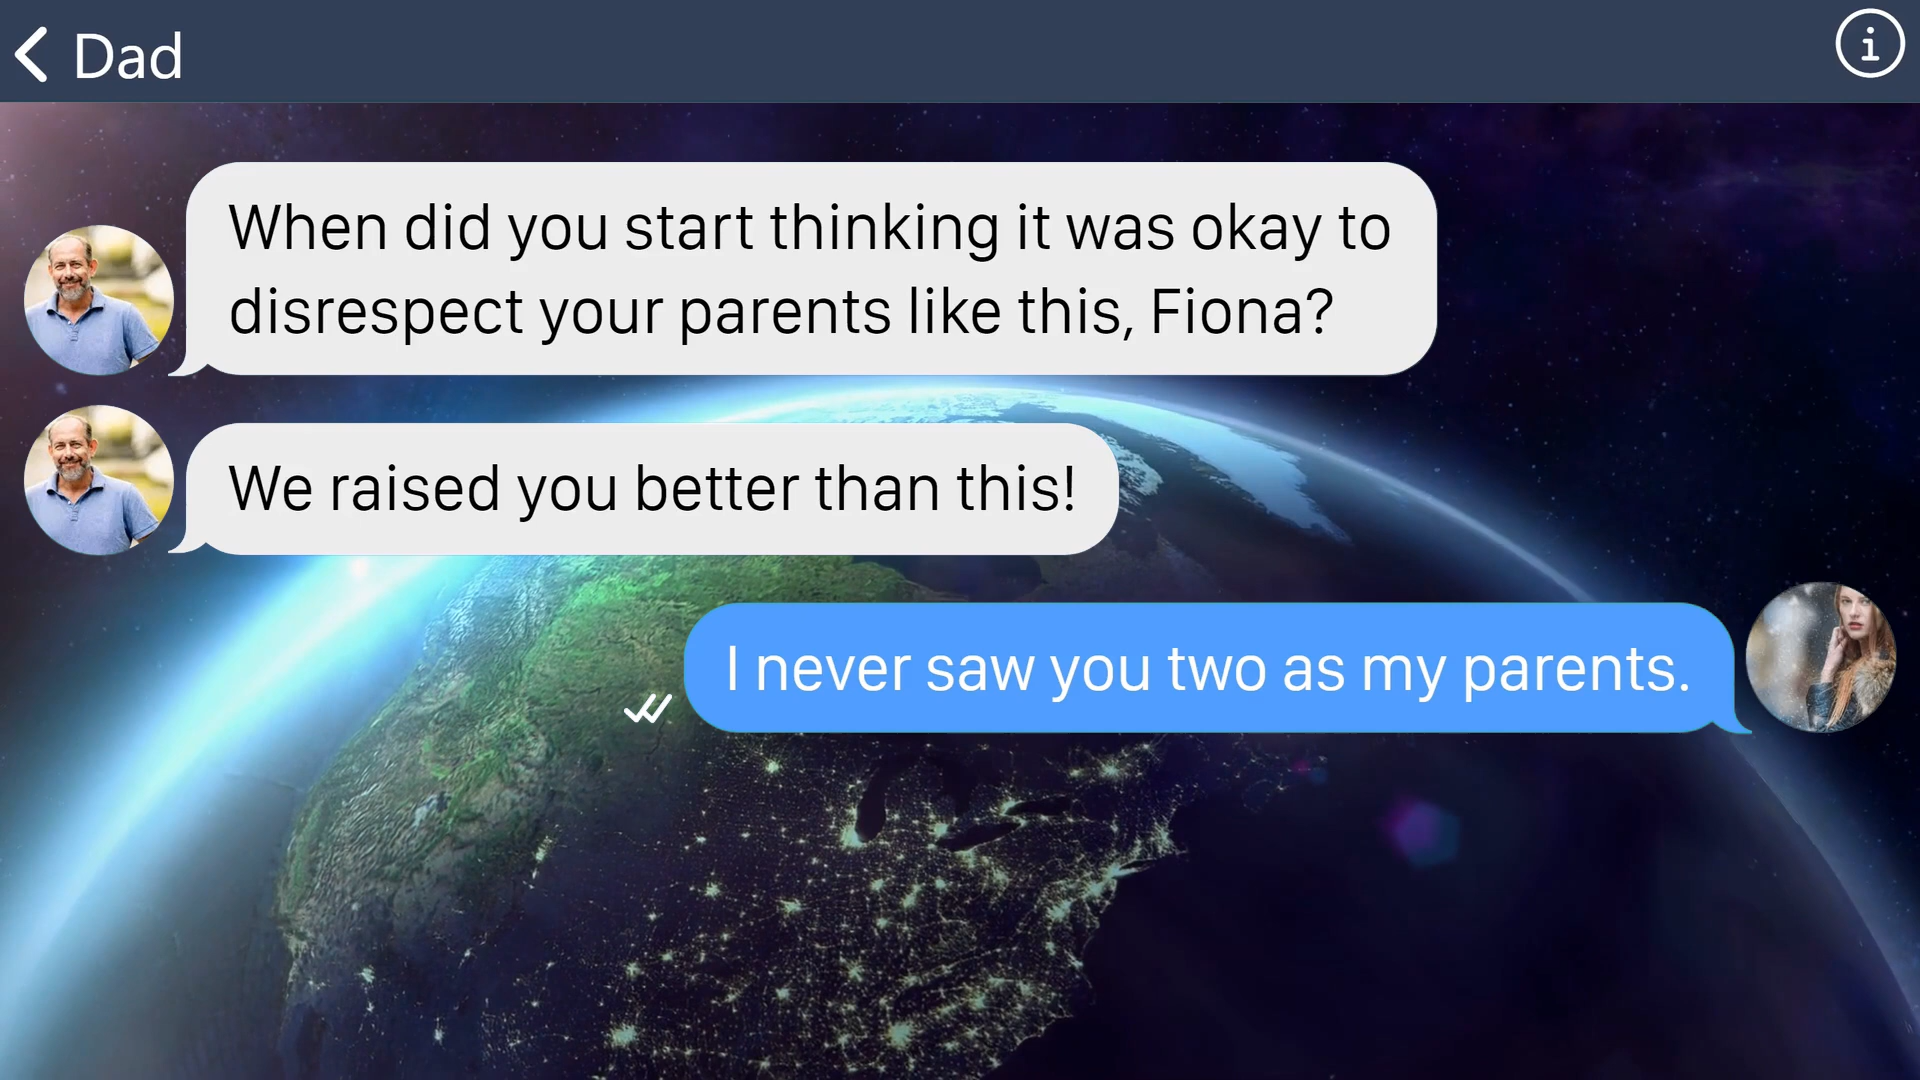 Dad
When did you start thinking it was okay to
disrespect your parents like this, Fiona?
We raised you better than this!
I never saw you two as my parents.